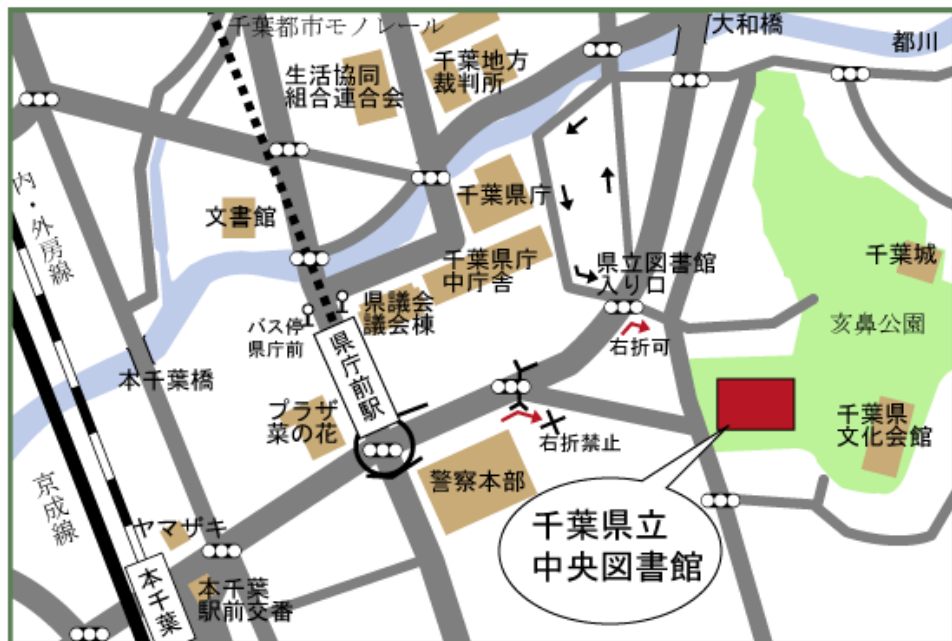 千葉都市モノレール
大和橋
都川
生活協同
組合連合会
千葉地方
裁判所
内・外房線
文書館
千葉県庁
千葉県庁
中庁舎
県立図書館
入り口
千葉城
県議会
議会棟
バス停
県庁前
右折可
亥鼻公園
県庁前駅
本千葉橋
プラザ
菜の花
右折禁止
千葉県
文化会館
警察本部
京成線
ヤマザキ
千葉県立
中央図書館
本千葉
本千葉
駅前交番